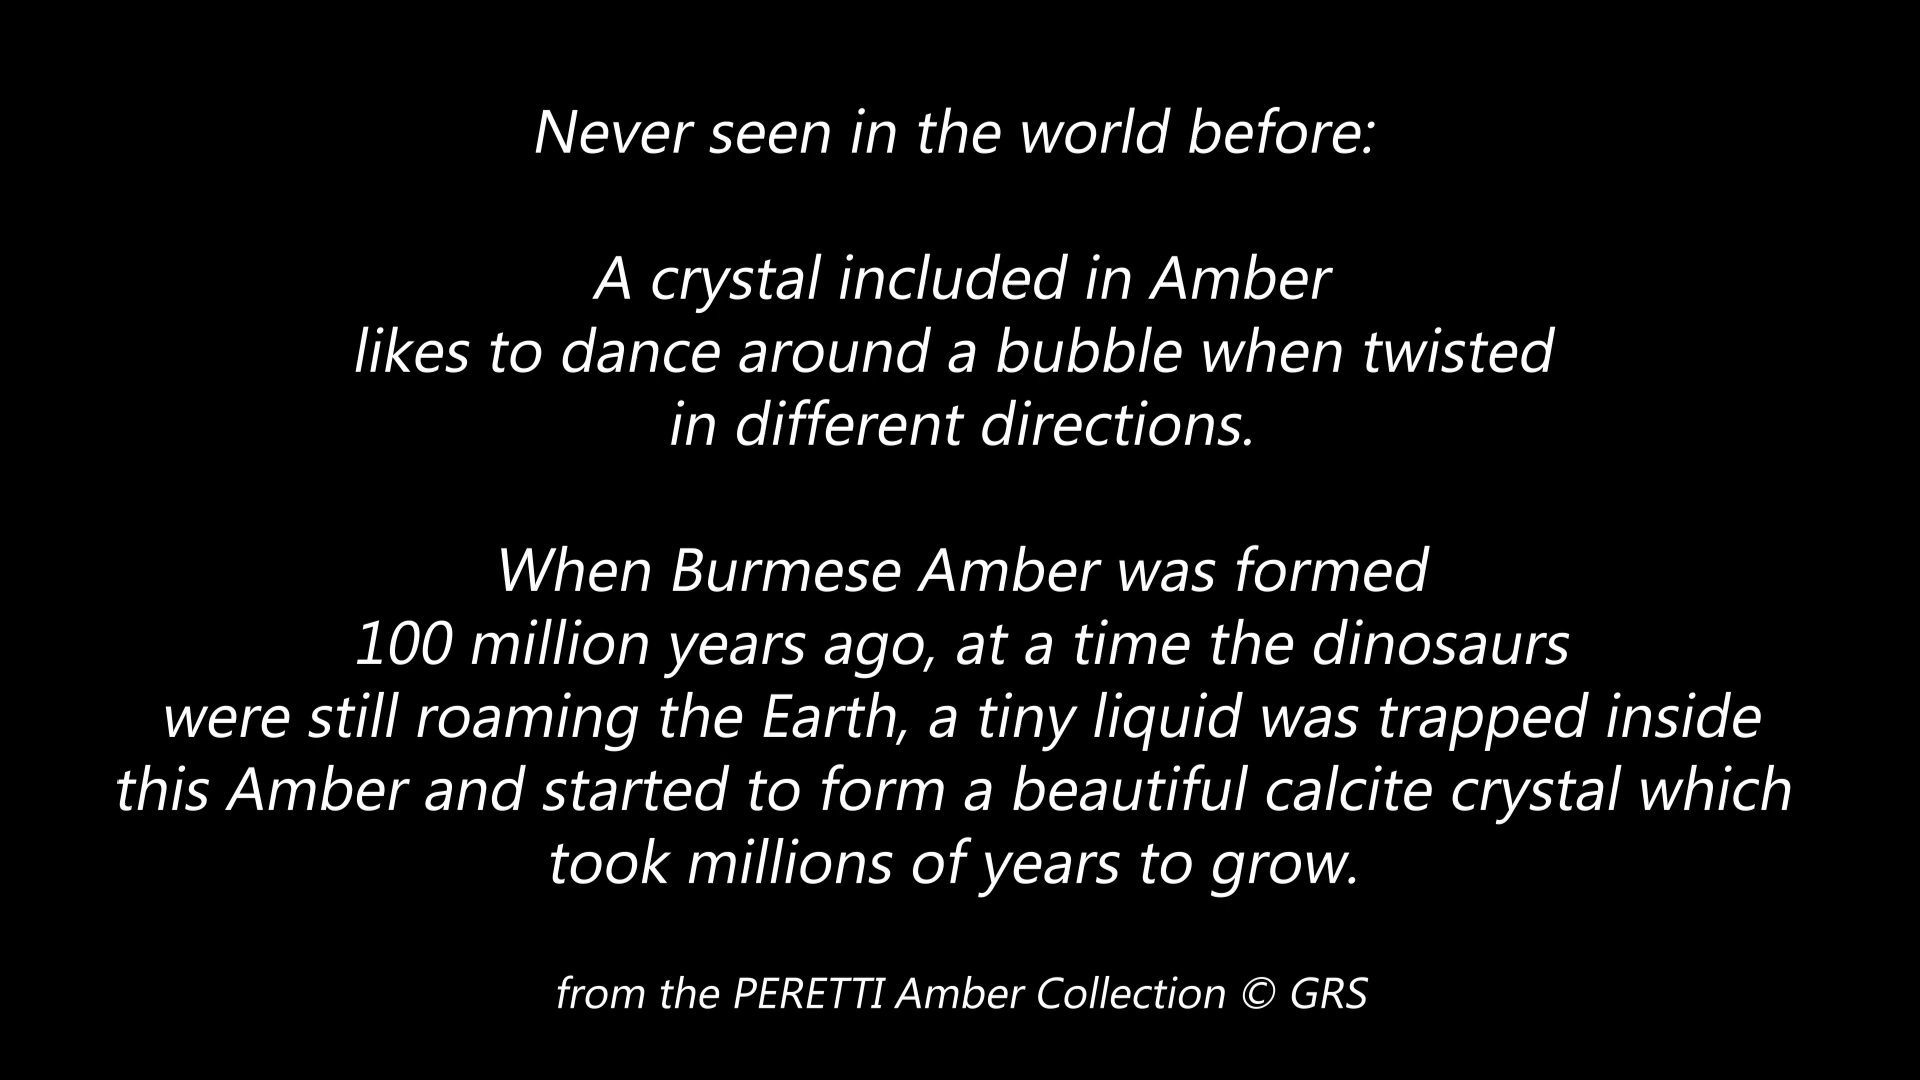 Never seen in the world before:
A crystal included in Amber
likes to dance around a bubble when twisted
in different directions.
When Burmese Amber was formed
100 million years ago, at a time the dinosaurs
were still roaming the Earth, a tiny liquid was trapped inside
this Amber and started to form a beautiful calcite crystal which
took millions of years to grow.
from the PERETTI Amber Collection © GRS